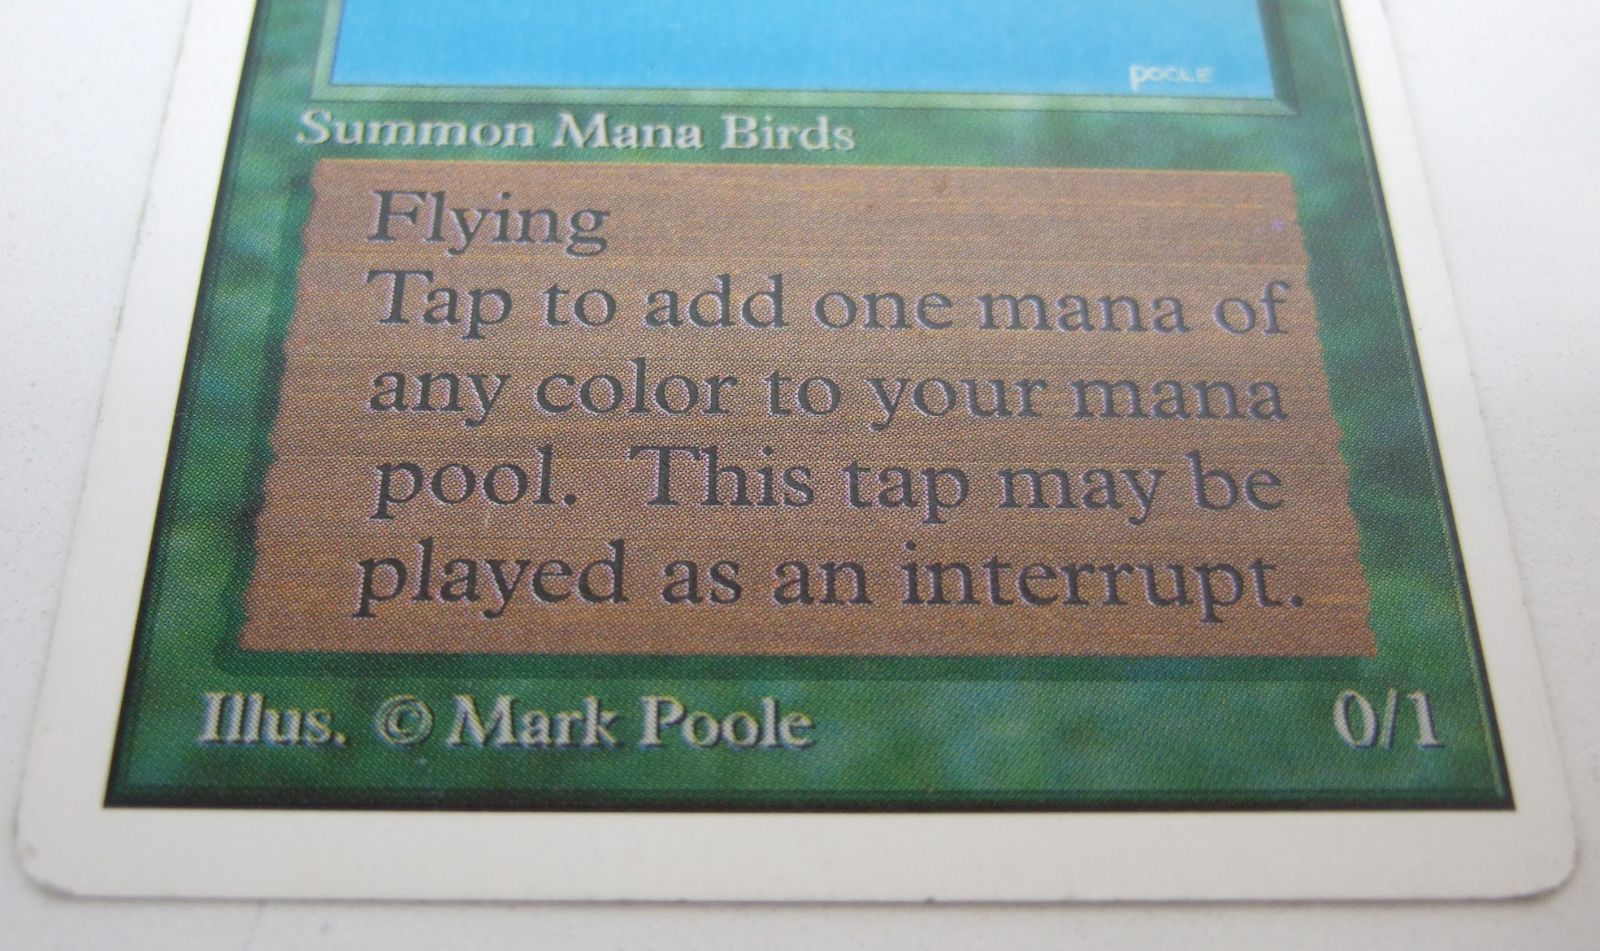 POOLE
Summon Mana Birds
Flying
Tap to add one mana of
any color to your mana
pool. This tap may be
played as an interrupt.
Illus. © Mark Poole
0/1